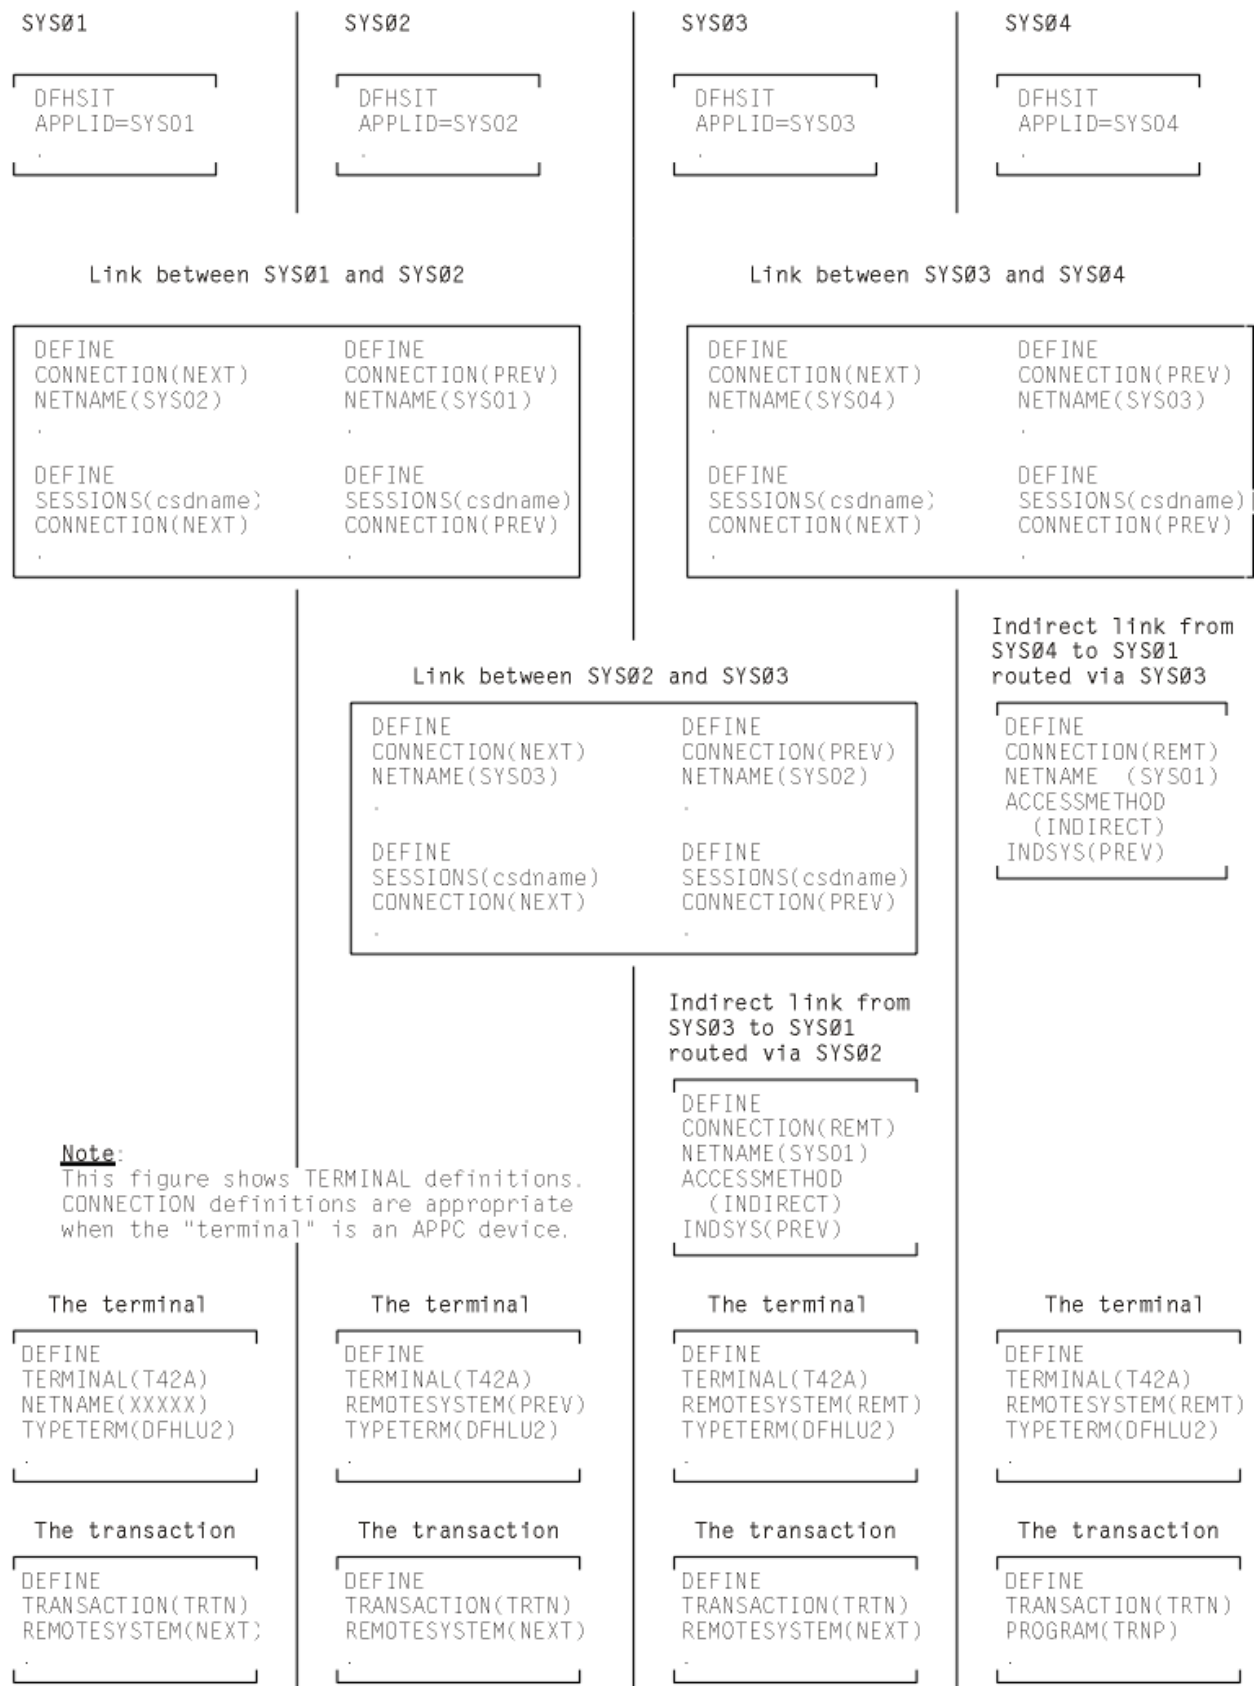 SYSØ1
SYSØ2
SYSØ3
SYSØ4
DFHSIT
APPLID=SYS01
.
DFHSIT
APPLID=SYS02
.
DFHSIT
APPLID=SYS03
.
DFHSIT
APPLID=SYS04
.
Link between SYSØ1 and SYSØ2
DEFINE
CONNECTION(NEXT)
NETNAME(SYS02)
.
DEFINE
SESSIONS(csdname)
CONNECTION(NEXT)
.
DEFINE
CONNECTION(PREV)
NETNAME(SYS01)
.
DEFINE
SESSIONS(csdname)
CONNECTION(PREV)
.
Link between SYSØ3 and SYSØ4
DEFINE
CONNECTION(NEXT)
NETNAME(SYS04)
.
DEFINE
SESSIONS(csdname)
CONNECTION(NEXT)
.
DEFINE
CONNECTION(PREV)
NETNAME(SYS03)
.
DEFINE
SESSIONS(csdname)
CONNECTION(PREV)
.
Link between SYSØ2 and SYSØ3
DEFINE
CONNECTION(NEXT)
NETNAME(SYS03)
.
DEFINE
SESSIONS(csdname)
CONNECTION(NEXT)
.
DEFINE
CONNECTION(PREV)
NETNAME(SYS02)
.
DEFINE
SESSIONS(csdname)
CONNECTION(PREV)
.
Indirect link from
SYSØ4 to SYSØ1
routed via SYSØ3
DEFINE
CONNECTION(REMT)
NETNAME (SYS01)
ACCESSMETHOD
(INDIRECT)
INDSYS(PREV)
Indirect link from
SYSØ3 to SYSØ1
routed via SYSØ2
DEFINE
CONNECTION(REMT)
NETNAME(SYS01)
ACCESSMETHOD
(INDIRECT)
INDSYS(PREV)
Note:
This figure shows TERMINAL definitions.
CONNECTION definitions are appropriate
when the "terminal" is an APPC device.
The terminal
DEFINE
TERMINAL(T42A)
NETNAME(XXXXX)
TYPETERM(DFHLU2)
.
The terminal
DEFINE
TERMINAL(T42A)
REMOTESYSTEM(PREV)
TYPETERM(DFHLU2)
.
The terminal
DEFINE
TERMINAL(T42A)
REMOTESYSTEM(REMT)
TYPETERM(DFHLU2)
.
The terminal
DEFINE
TERMINAL(T42A)
REMOTESYSTEM(REMT)
TYPETERM(DFHLU2)
.
The transaction
DEFINE
TRANSACTION(TRTN)
REMOTESYSTEM(NEXT)
.
The transaction
DEFINE
TRANSACTION(TRTN)
REMOTESYSTEM(NEXT)
.
The transaction
DEFINE
TRANSACTION(TRTN)
REMOTESYSTEM(NEXT)
.
The transaction
DEFINE
TRANSACTION(TRTN)
PROGRAM(TRNP)
.